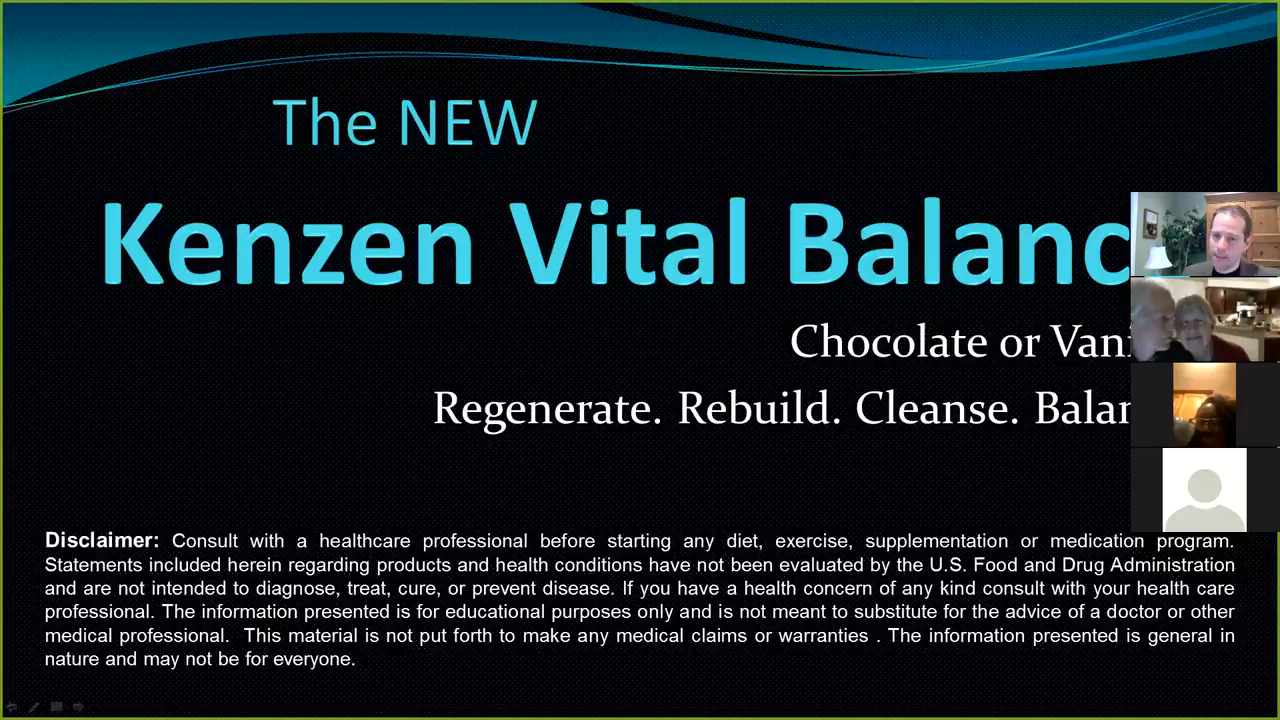 The NEW
Kenzen Vital Balanc
Chocolate or Vani
Regenerate. Rebuild. Cleanse. Balan
Disclaimer: Consult with a healthcare professional before starting any diet, exercise, supplementation or medication program.
Statements included herein regarding products and health conditions have not been evaluated by the U.S. Food and Drug Administration
and are not intended to diagnose, treat, cure, or prevent disease. If you have a health concern of any kind consult with your health care
professional. The information presented is for educational purposes only and is not meant to substitute for the advice of a doctor or other
medical professional.  This material is not put forth to make any medical claims or warranties . The information presented is general in
nature and may not be for everyone.